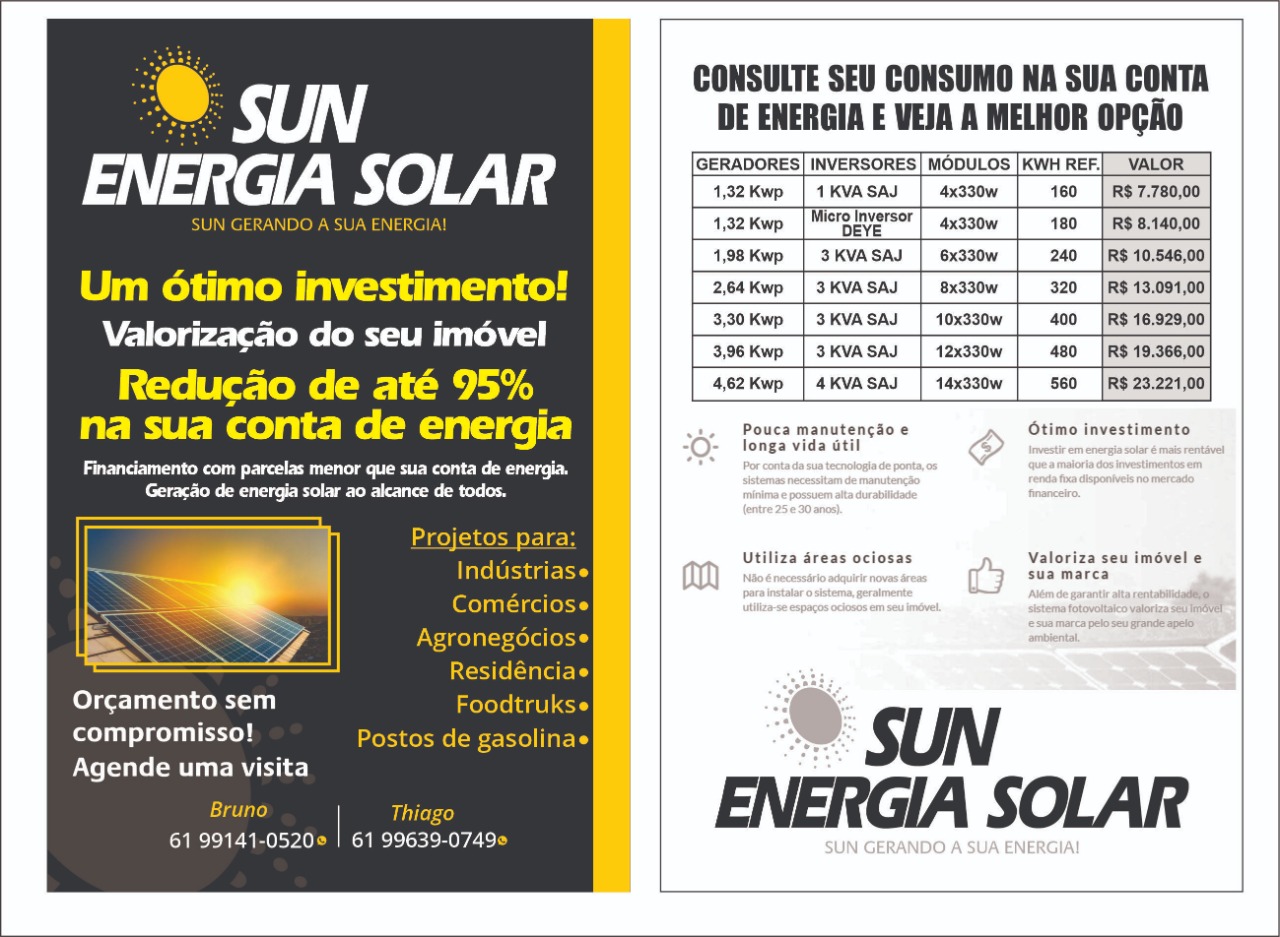 SUN
ENERGIA SOLAR
SUN GERANDO A SUA ENERGIA!
Um ótimo investimento!
Valorização do seu imóvel
Redução de até 95%
na sua conta de energia
Financiamento com parcelas menor que sua conta de energia.
Geração de energia solar ao alcance de todos.
Projetos para:
Indústrias•
Comércios•
Agronegócios•
Residência•
Foodtruks•
Postos de gasolina•
Orçamento sem
compromisso!
Agende uma visita
Bruno
61 99141-0520
Thiago
61 99639-0749
CONSULTE SEU CONSUMO NA SUA CONTA
DE ENERGIA E VEJA A MELHOR OPÇÃO
GERADORES INVERSORES MÓDULOS KWH REF. VALOR
1,32 Kwp 1 KVA SAJ 4x330w 160 R$ 7.780,00
1,32 Kwp Micro Inversor DEYE 4x330w 180 R$ 8.140,00
1,98 Kwp 3 KVA SAJ 6x330w 240 R$ 10.546,00
2,64 Kwp 3 KVA SAJ 8x330w 320 R$ 13.091,00
3,30 Kwp 3 KVA SAJ 10x330w 400 R$ 16.929,00
3,96 Kwp 3 KVA SAJ 12x330w 480 R$ 19.366,00
4,62 Kwp 4 KVA SAJ 14x330w 560 R$ 23.221,00
Pouca manutenção e
longa vida útil
Por conta da sua tecnologia de ponta, os
sistemas necessitam de manutenção
mínima e possuem alta durabilidade
(entre 25 e 30 anos).
Ótimo investimento
Investir em energia solar é mais rentável
que a maioria dos investimentos em
renda fixa disponíveis no mercado
financeiro.
Utiliza áreas ociosas
Não é necessário adquirir novas áreas
para instalar o sistema, geralmente
utiliza-se espaços ociosos em seu imóvel.
Valoriza seu imóvel e
sua marca
Além de garantir alta rentabilidade, o
sistema fotovoltaico valoriza seu imóvel
e sua marca pelo seu grande apelo
ambiental.
SUN
ENERGIA SOLAR
SUN GERANDO A SUA ENERGIA!